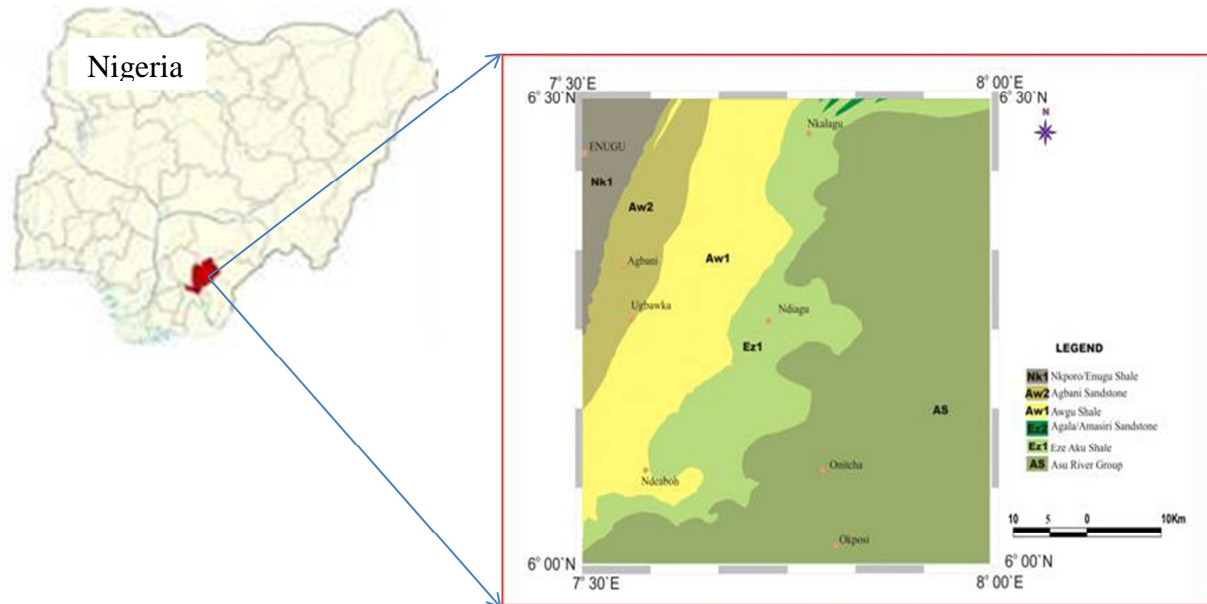 Nigeria
7° 30`E
8° 00`E
6° 30`N
6° 30`N
N
Nkalagu
ENUGU
Nk1
Aw2
Aw1
Agbani
Ugbawka
Ndiagu
Ez1
AS
Onitcha
Ndeaboh
Okposi
LEGEND
Nk1 Nkporo/Enugu Shale
Aw2 Agbani Sandstone
Aw1 Awgu Shale
Ez2 Agala/Amasiri Sandstone
Ez1 Eze Aku Shale
AS Asu River Group
10 5 0 10Km
6° 00`N
6° 00`N
7° 30`E
8° 00`E